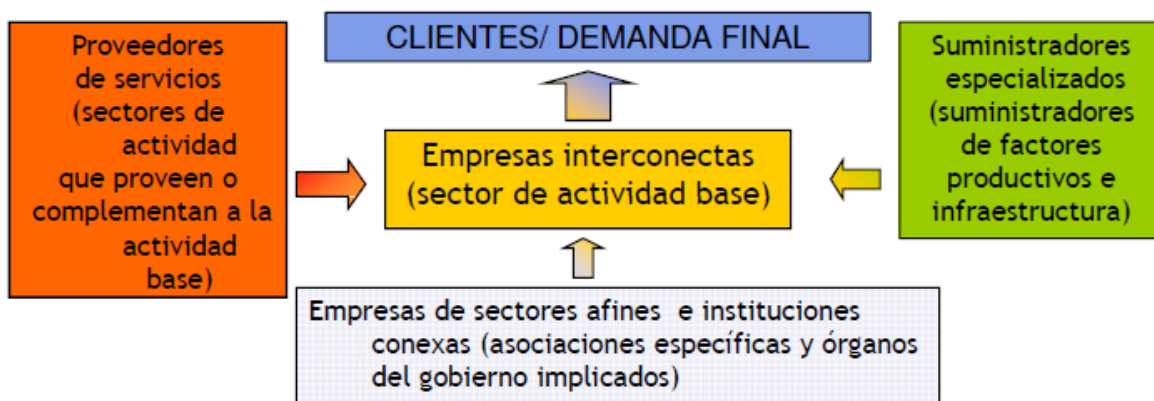 Proveedores
de servicios
(sectores de
actividad
que proveen o
complementan a la
actividad
base)
CLIENTES/ DEMANDA FINAL
Empresas interconectas
(sector de actividad base)
Suministradores
especializados
(suministradores
de factores
productivos e
infraestructura)
Empresas de sectores afines e instituciones
conexas (asociaciones específicas y órganos
del gobierno implicados)